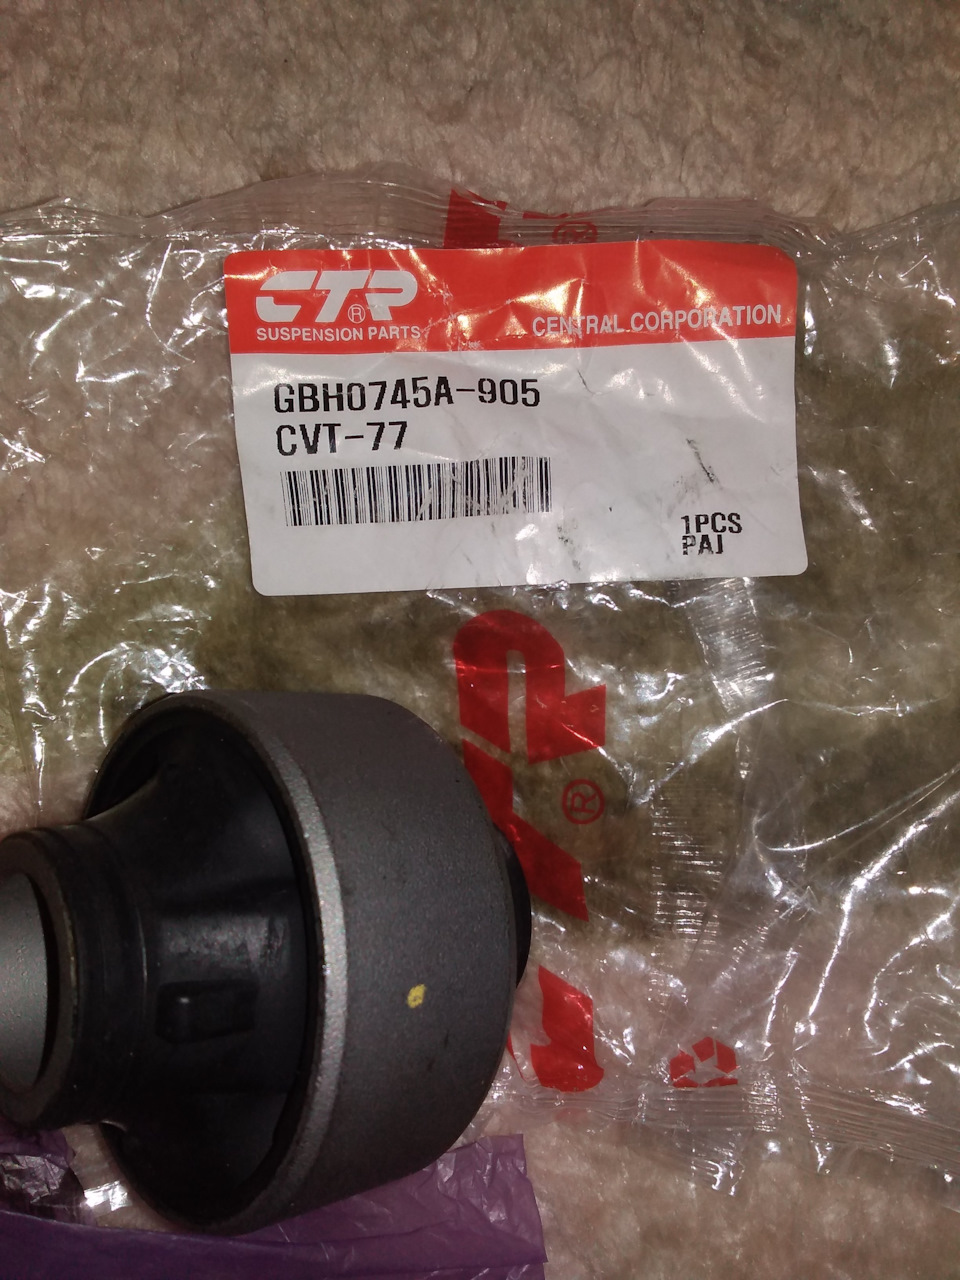 CTR®
SUSPENSION PARTS
CENTRAL CORPORATION
GBH0745A-905
CVT-77
1PCS
PAJ
®
®